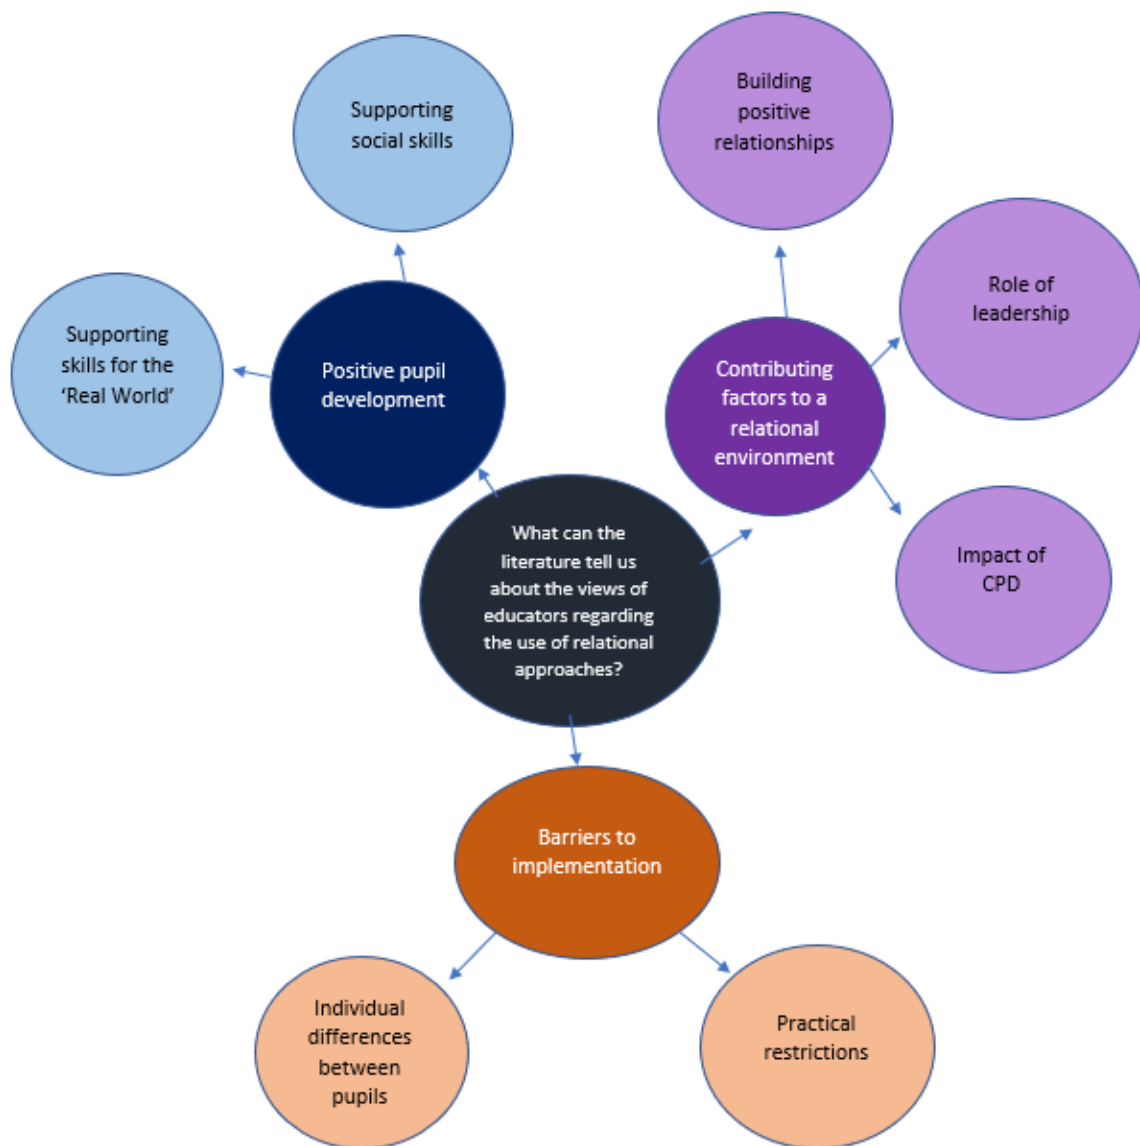 Supporting
social skills
Building
positive
relationships
Supporting
skills for the
‘Real World’
Positive pupil
development
Contributing
factors to a
relational
environment
Role of
leadership
What can the
literature tell us
about the views of
educators regarding
the use of relational
approaches?
Impact of
CPD
Barriers to
implementation
Individual
differences
between
pupils
Practical
restrictions